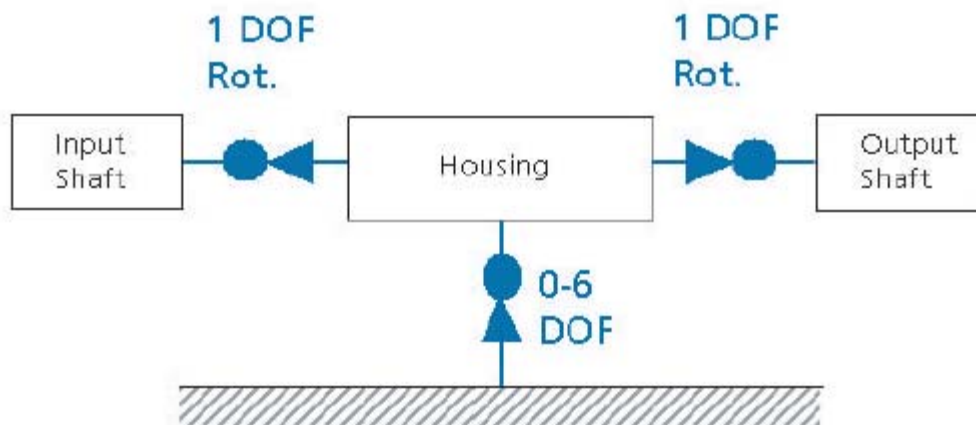 1 DOF
Rot.
1 DOF
Rot.
Input
Shaft
Housing
Output
Shaft
0-6
DOF